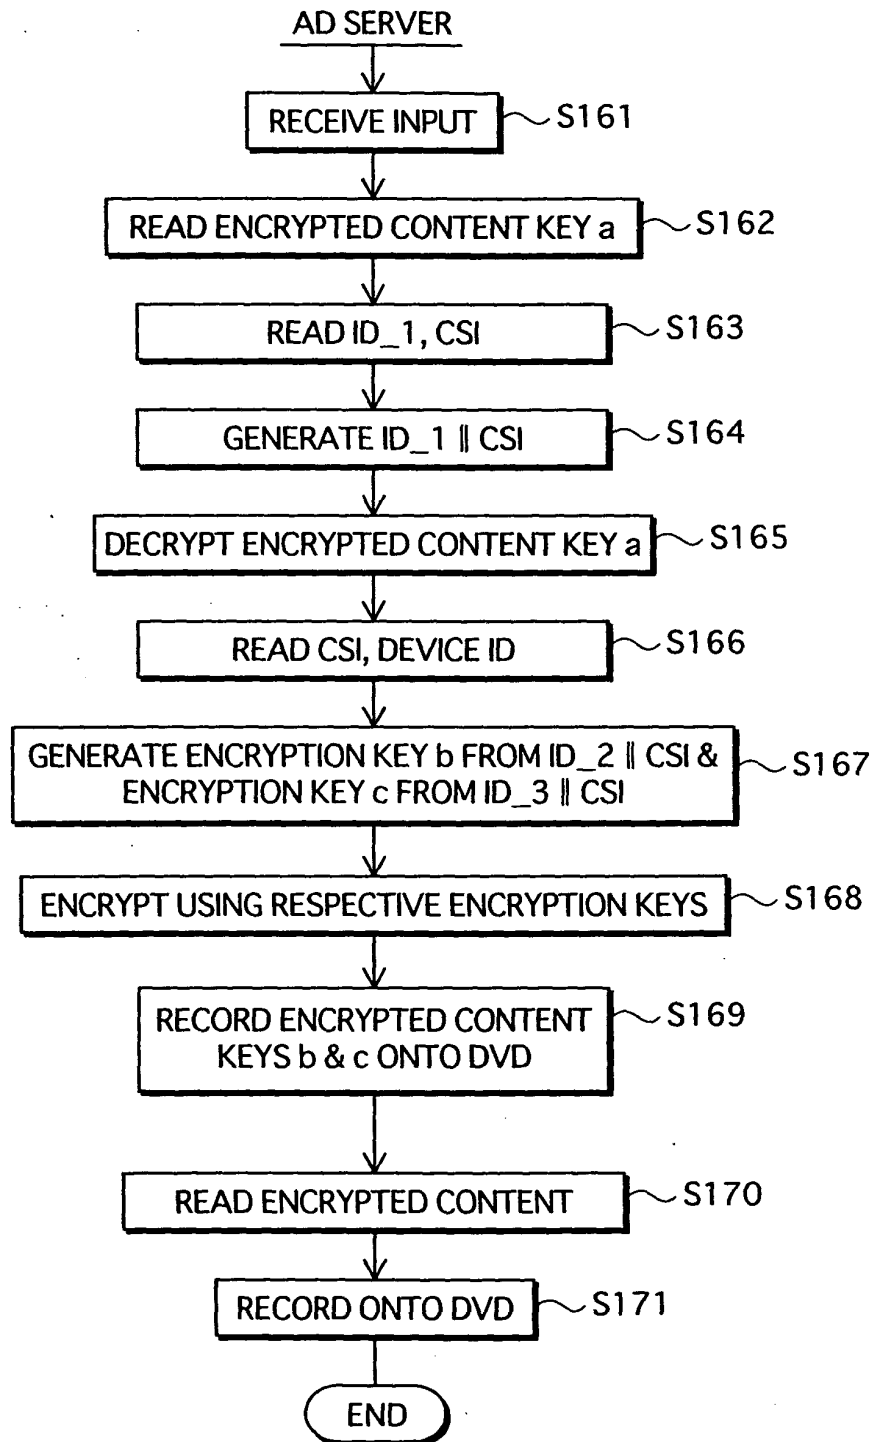 AD SERVER
RECEIVE INPUT
S161
READ ENCRYPTED CONTENT KEY a
S162
READ ID_1, CSI
S163
GENERATE ID_1 || CSI
S164
DECRYPT ENCRYPTED CONTENT KEY a
S165
READ CSI, DEVICE ID
S166
GENERATE ENCRYPTION KEY b FROM ID_2 || CSI &
ENCRYPTION KEY c FROM ID_3 || CSI
S167
ENCRYPT USING RESPECTIVE ENCRYPTION KEYS
S168
RECORD ENCRYPTED CONTENT
KEYS b & c ONTO DVD
S169
READ ENCRYPTED CONTENT
S170
RECORD ONTO DVD
S171
END